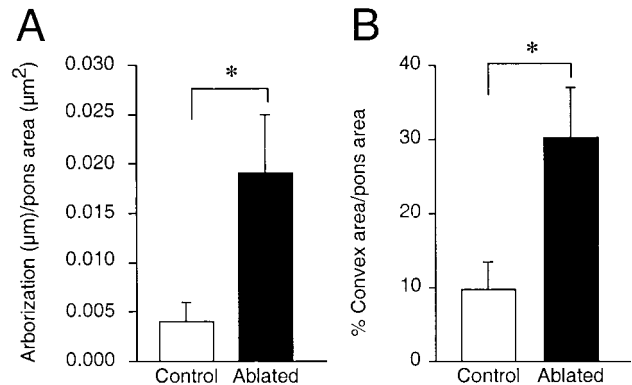 A
Arborization (μm)/pons area (μm²)
0.030
0.025
0.020
0.015
0.010
0.005
0.000
*
Control Ablated
B
% Convex area/pons area
40
30
20
10
0
*
Control Ablated